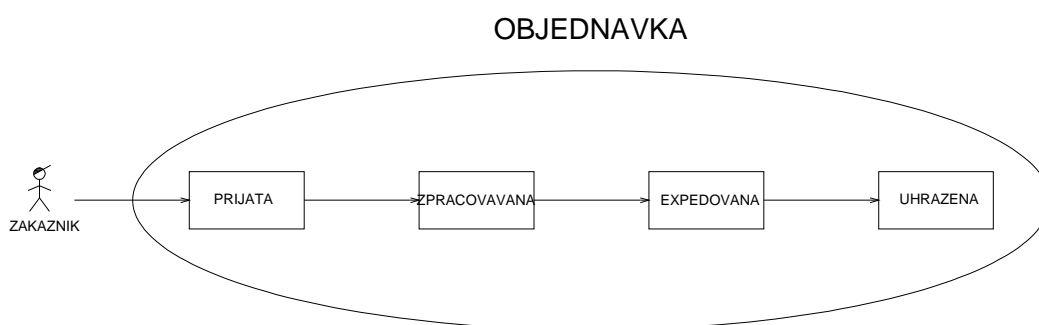 OBJEDNAVKA
PRIJATA
ZPRACOVAVANA
EXPEDOVANA
UHRAZENA
ZAKAZNIK